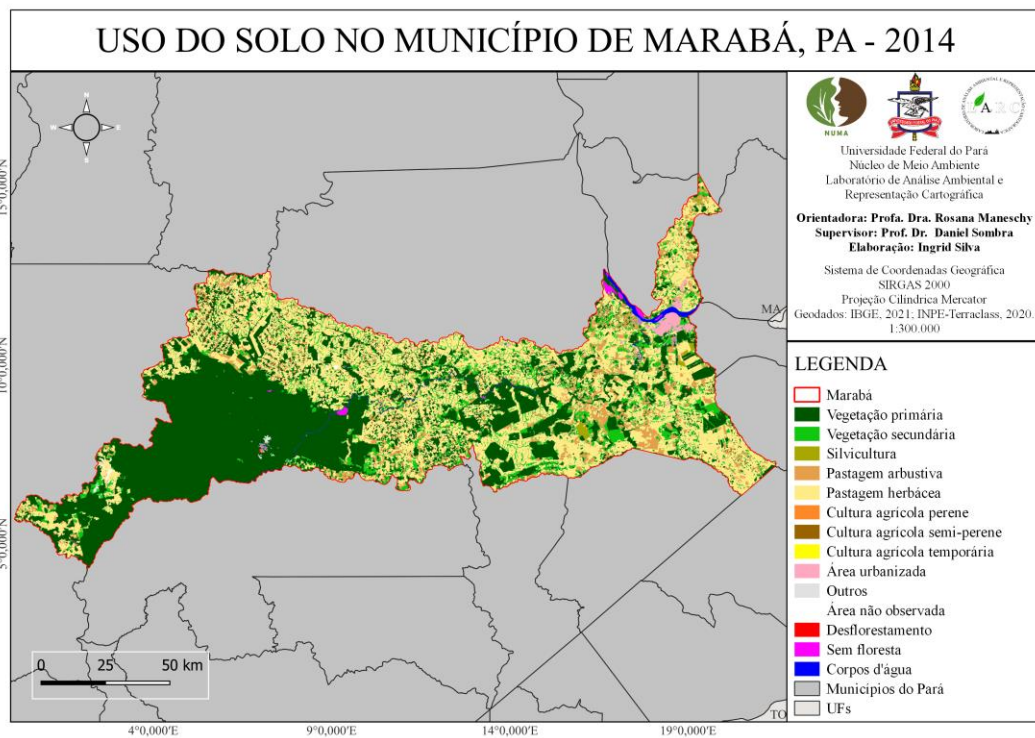 USO DO SOLO NO MUNICÍPIO DE MARABÁ, PA - 2014
N
W
E
S
15°0,000'N
10°0,000'N
5°0,000'N
MA
TO
0 25 50 km
4°0,000'E
9°0,000'E
14°0,000'E
19°0,000'E
NUMA
Universidade Federal do Pará
Núcleo de Meio Ambiente
Laboratório de Análise Ambiental e
Representação Cartográfica
Orientadora: Profa. Dra. Rosana Maneschy
Supervisor: Prof. Dr. Daniel Sombra
Elaboração: Ingrid Silva
Sistema de Coordenadas Geográfica
SIRGAS 2000
Projeção Cilíndrica Mercator
Geodados: IBGE, 2021; INPE-Terraclass, 2020.
1:300.000
LEGENDA
Marabá
Vegetação primária
Vegetação secundária
Silvicultura
Pastagem arbustiva
Pastagem herbácea
Cultura agrícola perene
Cultura agrícola semi-perene
Cultura agrícola temporária
Área urbanizada
Outros
Área não observada
Desflorestamento
Sem floresta
Corpos d'água
Municípios do Pará
UFs